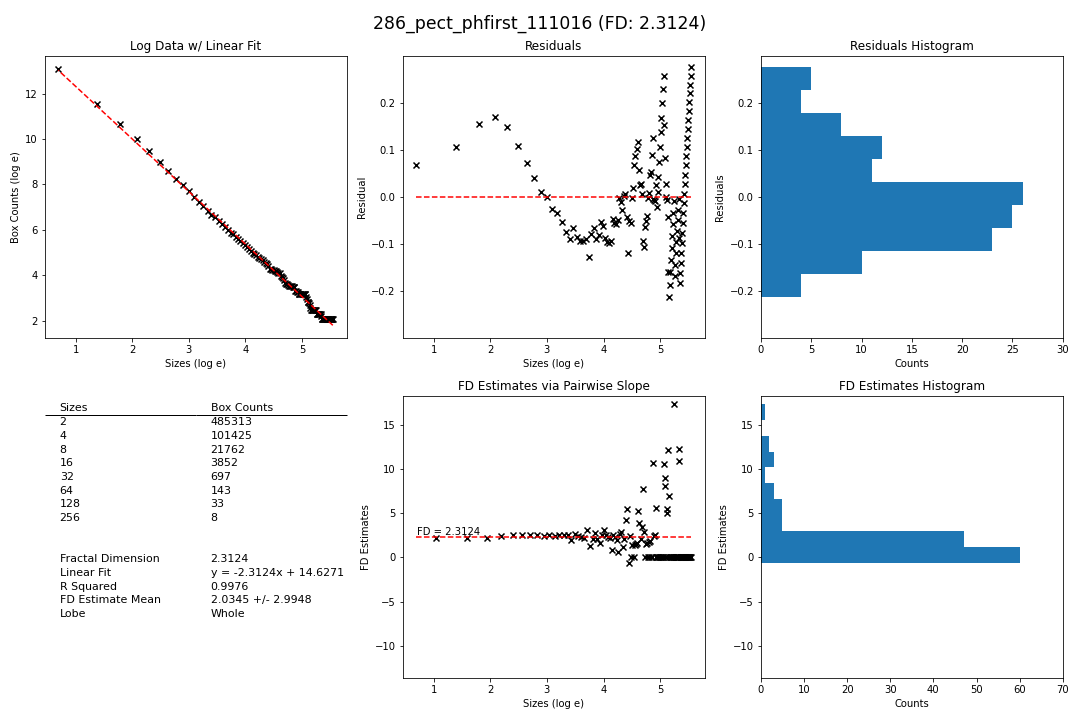 286_pect_phfirst_111016 (FD: 2.3124)
Log Data w/ Linear Fit
Box Counts (log e)
12
10
8
6
4
2
1 2 3 4 5
Sizes (log e)
Residuals
Residual
0.2
0.1
0.0
−0.1
−0.2
1 2 3 4 5
Sizes (log e)
Residuals Histogram
Residuals
0.2
0.1
0.0
−0.1
−0.2
0 5 10 15 20 25 30
Counts
Sizes Box Counts
2 485313
4 101425
8 21762
16 3852
32 697
64 143
128 33
256 8
Fractal Dimension 2.3124
Linear Fit y = -2.3124x + 14.6271
R Squared 0.9976
FD Estimate Mean 2.0345 +/- 2.9948
Lobe Whole
FD Estimates via Pairwise Slope
FD Estimates
15
10
5
0
−5
−10
FD = 2.3124
1 2 3 4 5
Sizes (log e)
FD Estimates Histogram
FD Estimates
15
10
5
0
−5
−10
0 10 20 30 40 50 60 70
Counts